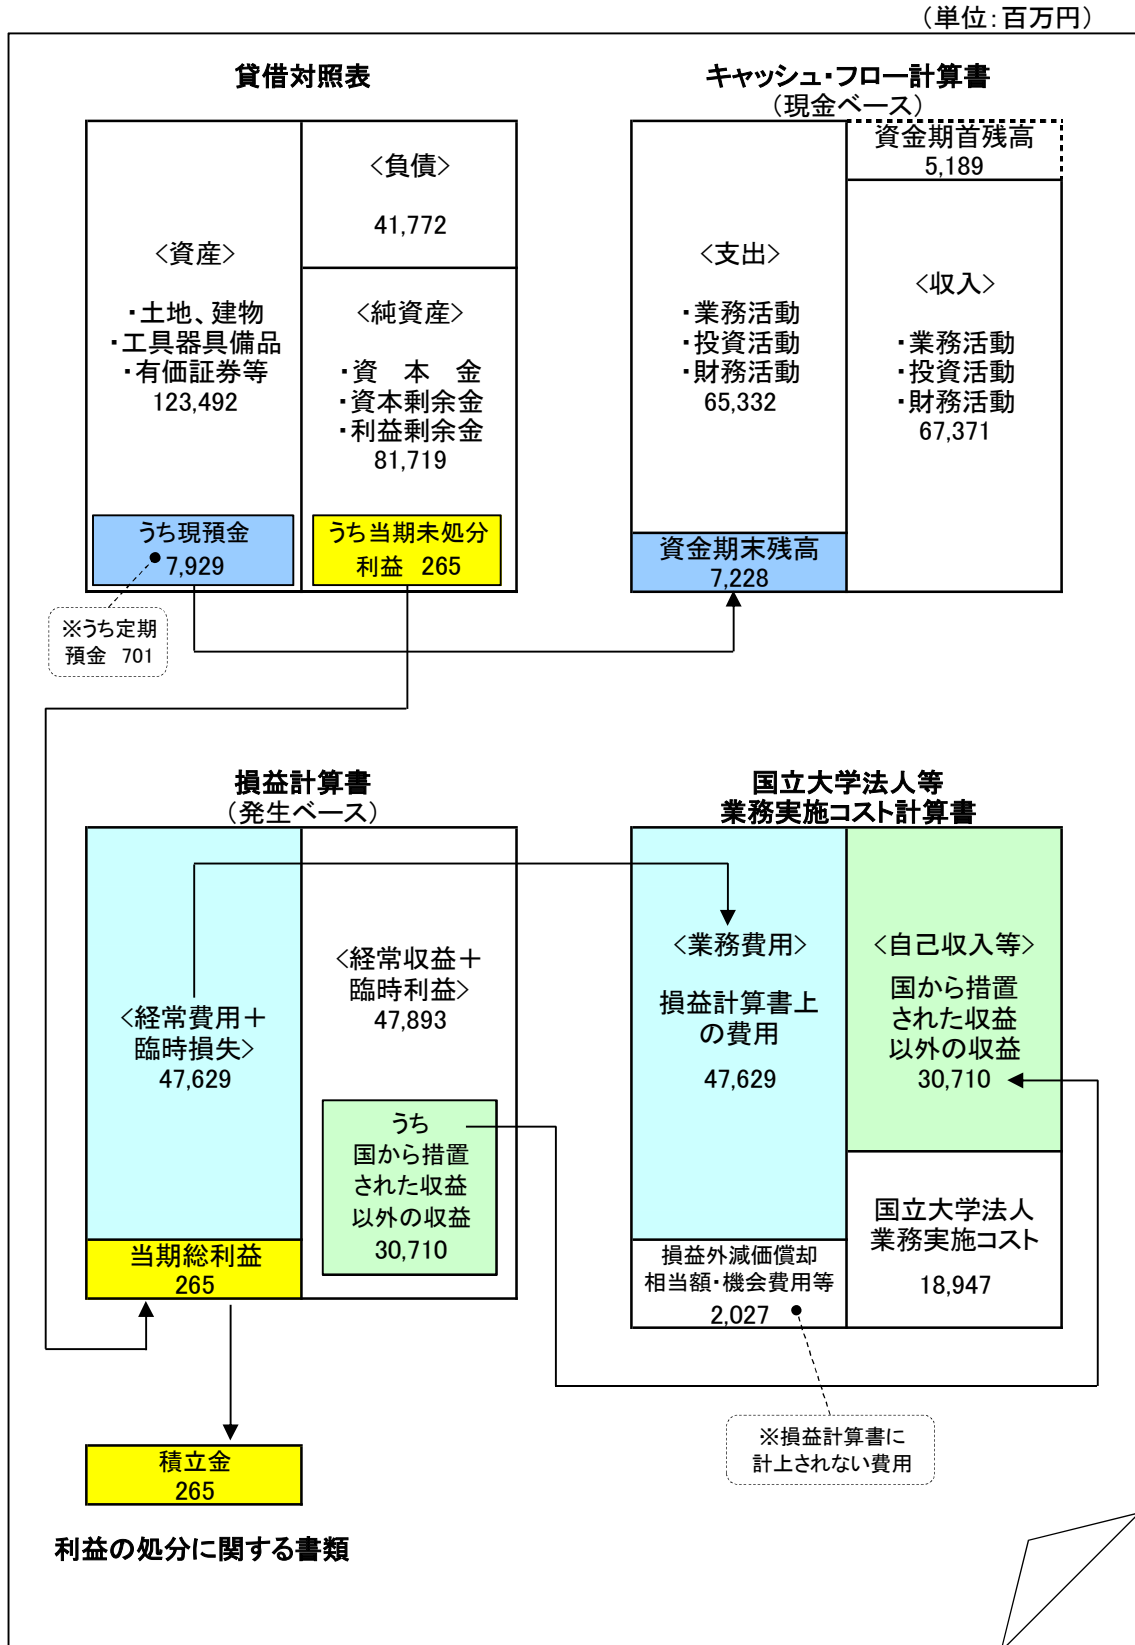 （単位：百万円）
貸借対照表
＜資産＞
・土地、建物
・工具器具備品
・有価証券等
123,492
うち現預金
7,929
※うち定期
預金 701
＜負債＞
41,772
＜純資産＞
・資 本 金
・資本剰余金
・利益剰余金
81,719
うち当期未処分
利益 265
キャッシュ・フロー計算書
（現金ベース）
＜支出＞
・業務活動
・投資活動
・財務活動
65,332
資金期末残高
7,228
資金期首残高
5,189
＜収入＞
・業務活動
・投資活動
・財務活動
67,371
損益計算書
（発生ベース）
＜経常費用＋
臨時損失＞
47,629
当期総利益
265
＜経常収益＋
臨時利益＞
47,893
うち
国から措置
された収益
以外の収益
30,710
国立大学法人等
業務実施コスト計算書
＜業務費用＞
損益計算書上
の費用
47,629
損益外減価償却
相当額・機会費用等
2,027
＜自己収入等＞
国から措置
された収益
以外の収益
30,710
国立大学法人
業務実施コスト
18,947
※損益計算書に
計上されない費用
積立金
265
利益の処分に関する書類